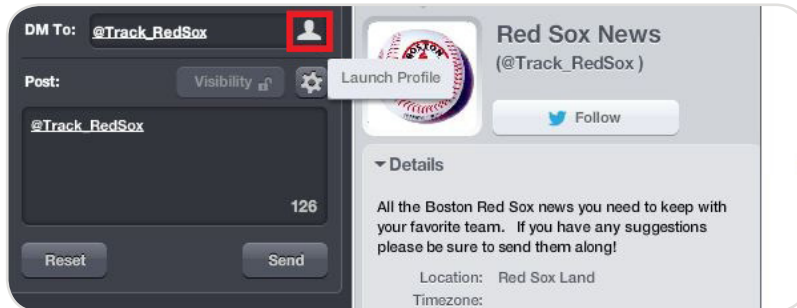 DM To: @Track_RedSox
Post: Visibility
Launch Profile
@Track_RedSox
126
Reset Send
BOSTON
Red Sox News
(@Track_RedSox )
Follow
Details
All the Boston Red Sox news you need to keep with
your favorite team. If you have any suggestions
please be sure to send them along!
Location: Red Sox Land
Timezone: